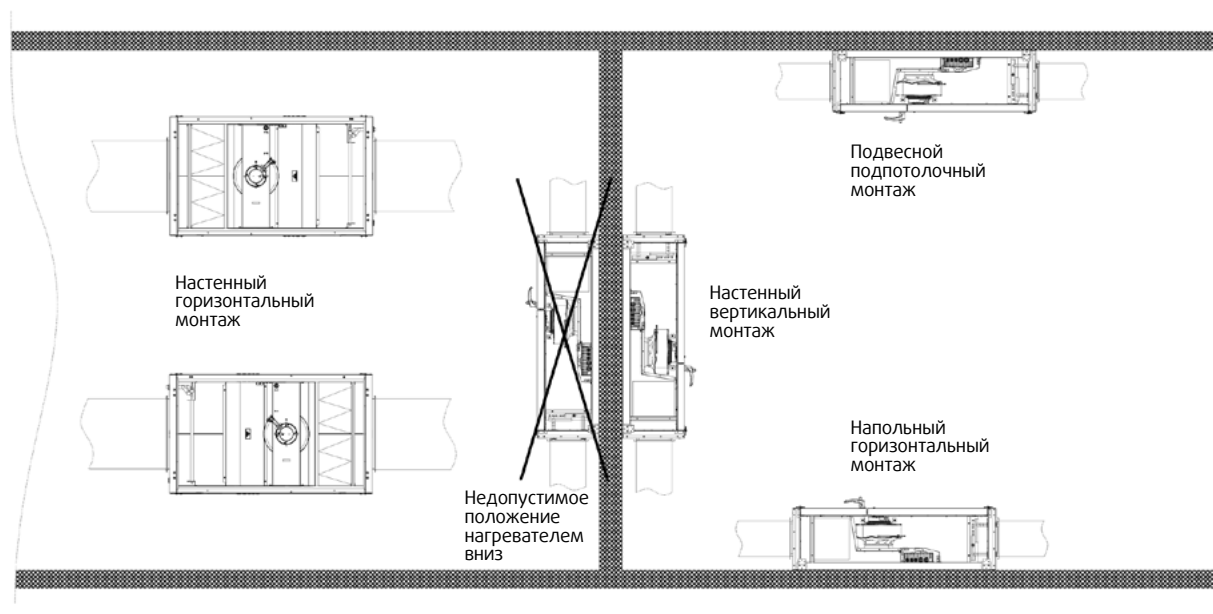 Подвесной
подпотолочный
монтаж
Настенный
горизонтальный
монтаж
Настенный
вертикальный
монтаж
Напольный
горизонтальный
монтаж
Недопустимое
положение
нагревателем
вниз